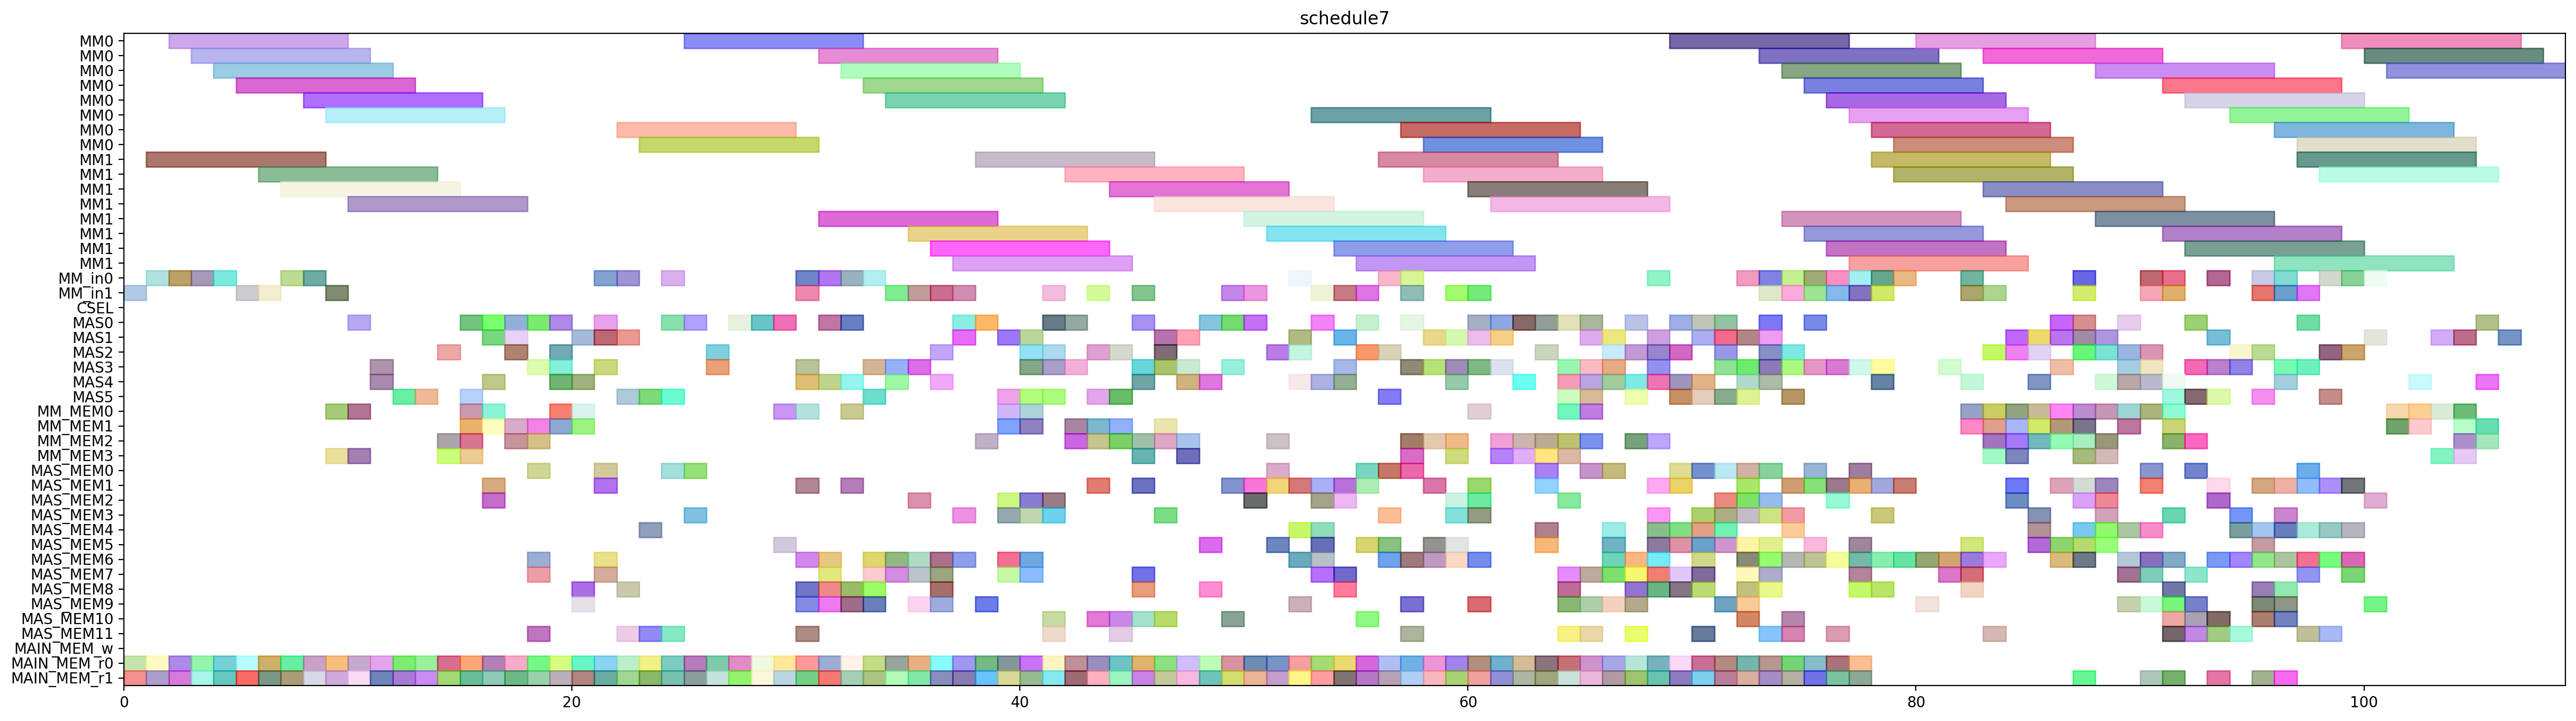 schedule7
MM0
MM0
MM0
MM0
MM0
MM0
MM0
MM0
MM1
MM1
MM1
MM1
MM1
MM1
MM1
MM1
MM_in0
MM_in1
CSEL
MAS0
MAS1
MAS2
MAS3
MAS4
MAS5
MM_MEM0
MM_MEM1
MM_MEM2
MM_MEM3
MAS_MEM0
MAS_MEM1
MAS_MEM2
MAS_MEM3
MAS_MEM4
MAS_MEM5
MAS_MEM6
MAS_MEM7
MAS_MEM8
MAS_MEM9
MAS_MEM10
MAS_MEM11
MAIN_MEM_w
MAIN_MEM_r0
MAIN_MEM_r1
0 20 40 60 80 100